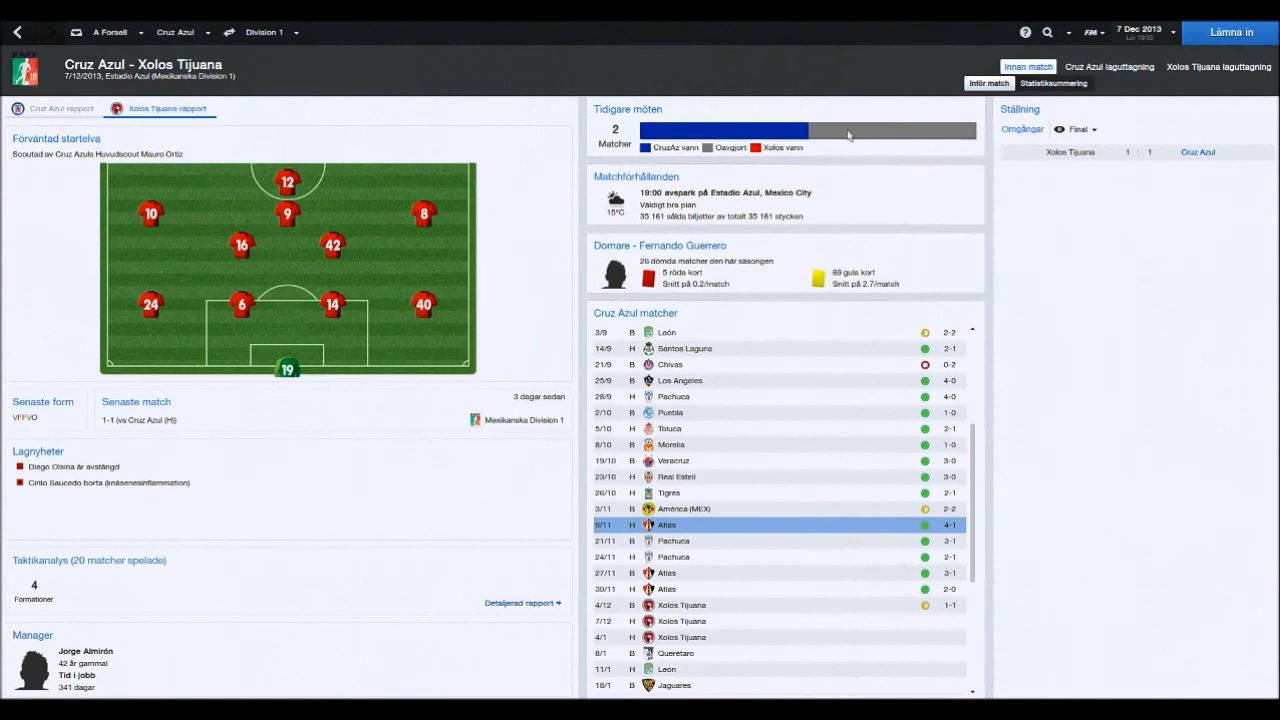 A Forsell
Cruz Azul
Division 1
FM
7 Dec 2013
Lör 19:00
Lämna in
Cruz Azul - Xolos Tijuana
7/12/2013, Estadio Azul (Mexikanska Division 1)
Innan match
Cruz Azul laguttagning
Xolos Tijuana laguttagning
Inför match
Statistiksummering
Cruz Azul-rapport
Xolos Tijuana-rapport
Förväntad startelva
Scoutad av Cruz Azuls Huvudscout Mauro Ortiz
12
10
9
8
16
42
24
6
14
40
19
Senaste form
VFFVO
Senaste match
3 dagar sedan
1-1 (vs Cruz Azul (H))
Mexikanska Division 1
Lagnyheter
Diego Olsina är avstängd
Cirilo Saucedo borta (knäsenesinflammation)
Taktikanalys (20 matcher spelade)
4
Formationer
Detaljerad rapport
Manager
Jorge Almirón
42 år gammal
Tid i jobb
341 dagar
Tidigare möten
2
Matcher
CruzAz vann
Oavgjort
Xolos vann
Matchförhållanden
15°C
19:00 avspark på Estadio Azul, Mexico City
Väldigt bra plan
35 161 sålda biljetter av totalt 35 161 stycken
Domare - Fernando Guerrero
26 dömda matcher den här säsongen
5 röda kort
Snitt på 0.2/match
69 gula kort
Snitt på 2.7/match
Cruz Azul matcher
3/9 B León 2-2
14/9 H Santos Laguna 2-1
21/9 B Chivas 0-2
25/9 B Los Angeles 4-0
28/9 H Pachuca 4-0
2/10 B Puebla 1-0
5/10 H Toluca 2-1
8/10 B Morelia 1-0
19/10 B Veracruz 3-0
23/10 H Real Estelí 3-0
26/10 H Tigres 2-1
3/11 B América (MEX) 2-2
9/11 H Atlas 4-1
21/11 B Pachuca 3-1
24/11 H Pachuca 2-1
27/11 B Atlas 3-1
30/11 H Atlas 2-0
4/12 B Xolos Tijuana 1-1
7/12 H Xolos Tijuana
4/1 H Xolos Tijuana
8/1 B Querétaro
11/1 H León
18/1 B Jaguares
Ställning
Omgångar
Final
Xolos Tijuana 1 : 1 Cruz Azul